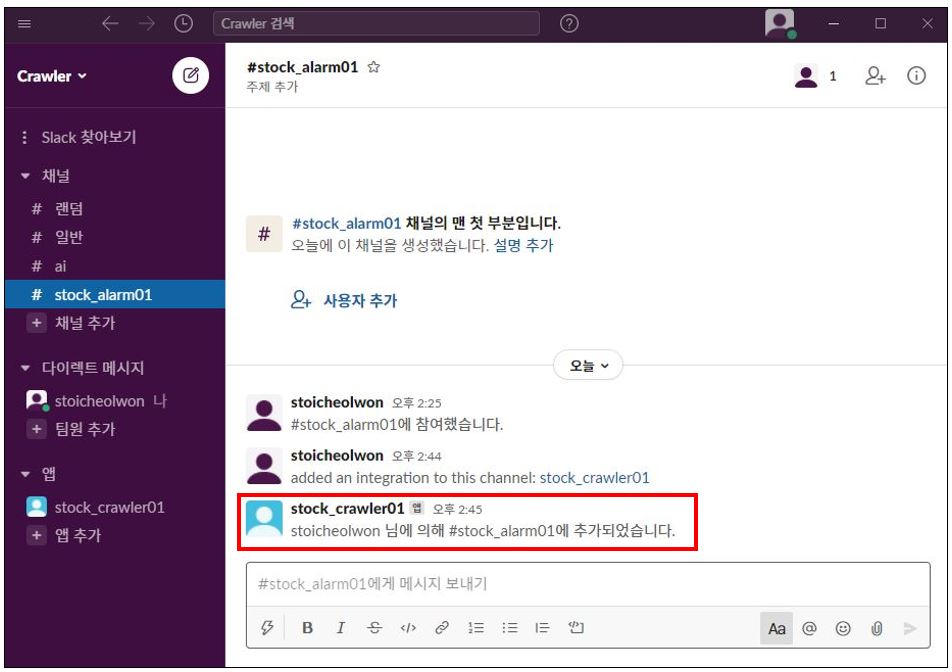 Crawler 검색
Crawler
#stock_alarm01
주제 추가
1
Slack 찾아보기
채널
# 랜덤
# 일반
# ai
# stock_alarm01
+ 채널 추가
다이렉트 메시지
stoicheolwon 나
+ 팀원 추가
앱
stock_crawler01
+ 앱 추가
#
#stock_alarm01 채널의 맨 첫 부분입니다.
오늘에 이 채널을 생성했습니다. 설명 추가
사용자 추가
오늘
stoicheolwon 오후 2:25
#stock_alarm01에 참여했습니다.
stoicheolwon 오후 2:44
added an integration to this channel: stock_crawler01
stock_crawler01 앱 오후 2:45
stoicheolwon 님에 의해 #stock_alarm01에 추가되었습니다.
#stock_alarm01에게 메시지 보내기
B I S </> Aa @